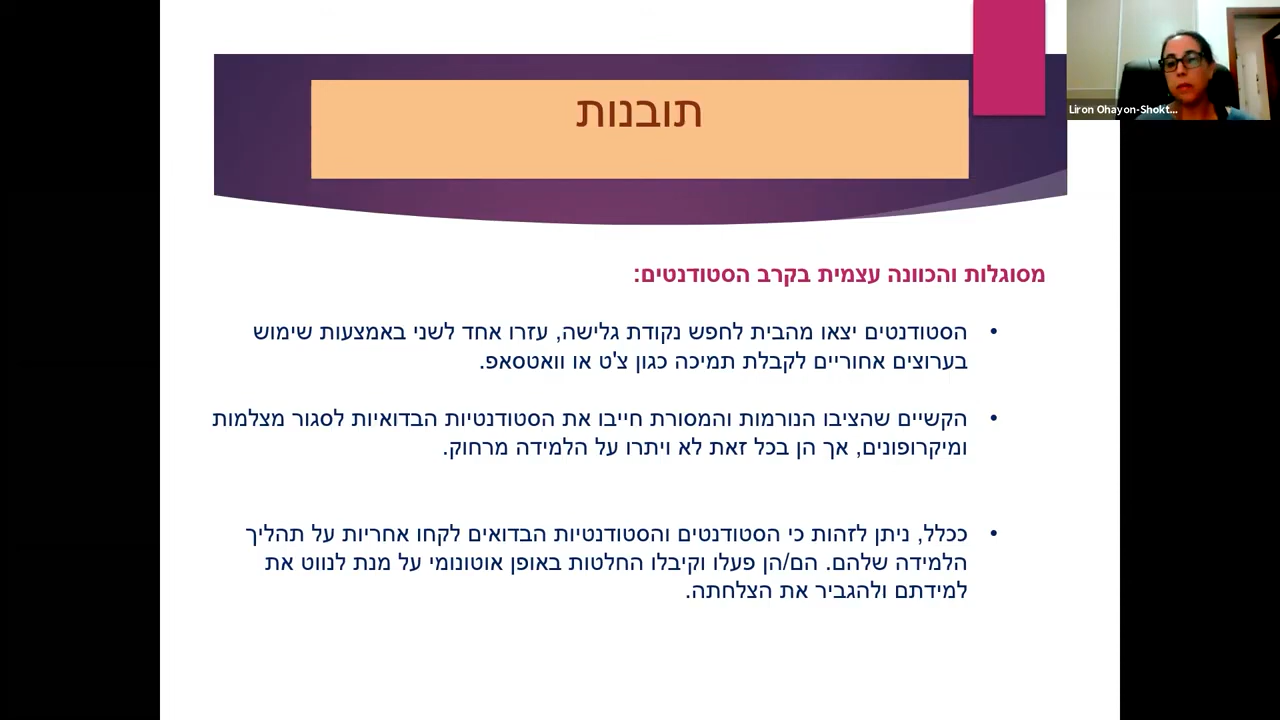 תובנות
Liron Ohayon-Shokt...
מסוגלות והכוונה עצמית בקרב הסטודנטים:
• הסטודנטים יצאו מהבית לחפש נקודת גלישה, עזרו אחד לשני באמצעות שימוש
בערוצים אחוריים לקבלת תמיכה כגון צ'ט או וואטסאפ.
• הקשיים שהציבו הנורמות והמסורת חייבו את הסטודנטיות הבדואיות לסגור מצלמות
ומיקרופונים, אך הן בכל זאת לא ויתרו על הלמידה מרחוק.
• ככלל, ניתן לזהות כי הסטודנטים והסטודנטיות הבדואים לקחו אחריות על תהליך
הלמידה שלהם. הם/הן פעלו וקיבלו החלטות באופן אוטונומי על מנת לנווט את
למידתם ולהגביר את הצלחתה.